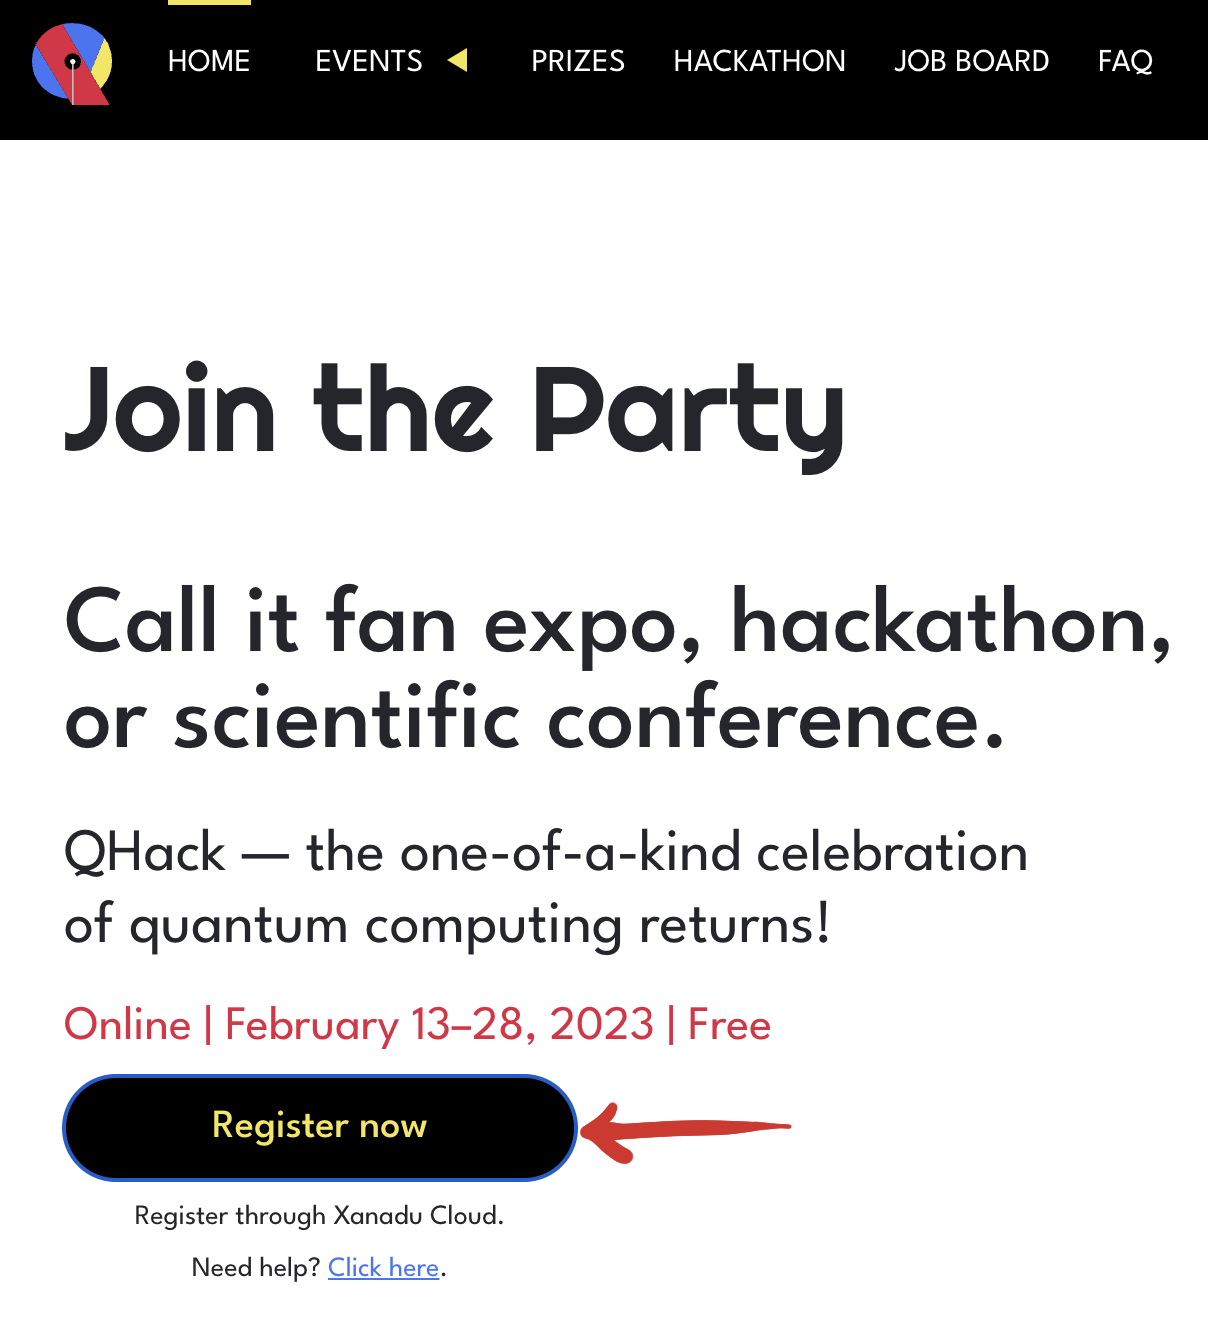 HOME EVENTS PRIZES HACKATHON JOB BOARD FAQ
Join the Party
Call it fan expo, hackathon,
or scientific conference.
QHack — the one-of-a-kind celebration
of quantum computing returns!
Online | February 13–28, 2023 | Free
Register now
Register through Xanadu Cloud.
Need help? Click here.